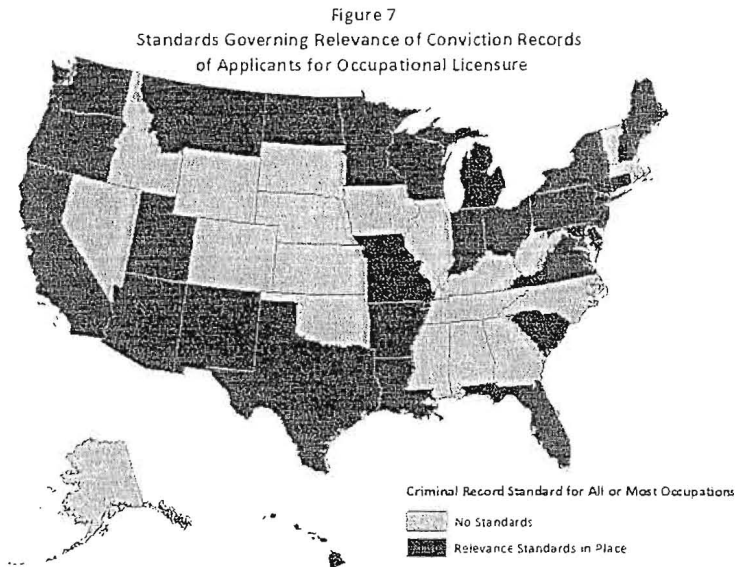 Figure 7
Standards Governing Relevance of Conviction Records
of Applicants for Occupational Licensure
Criminal Record Standard for All or Most Occupations
No Standards
Relevance Standards in Place